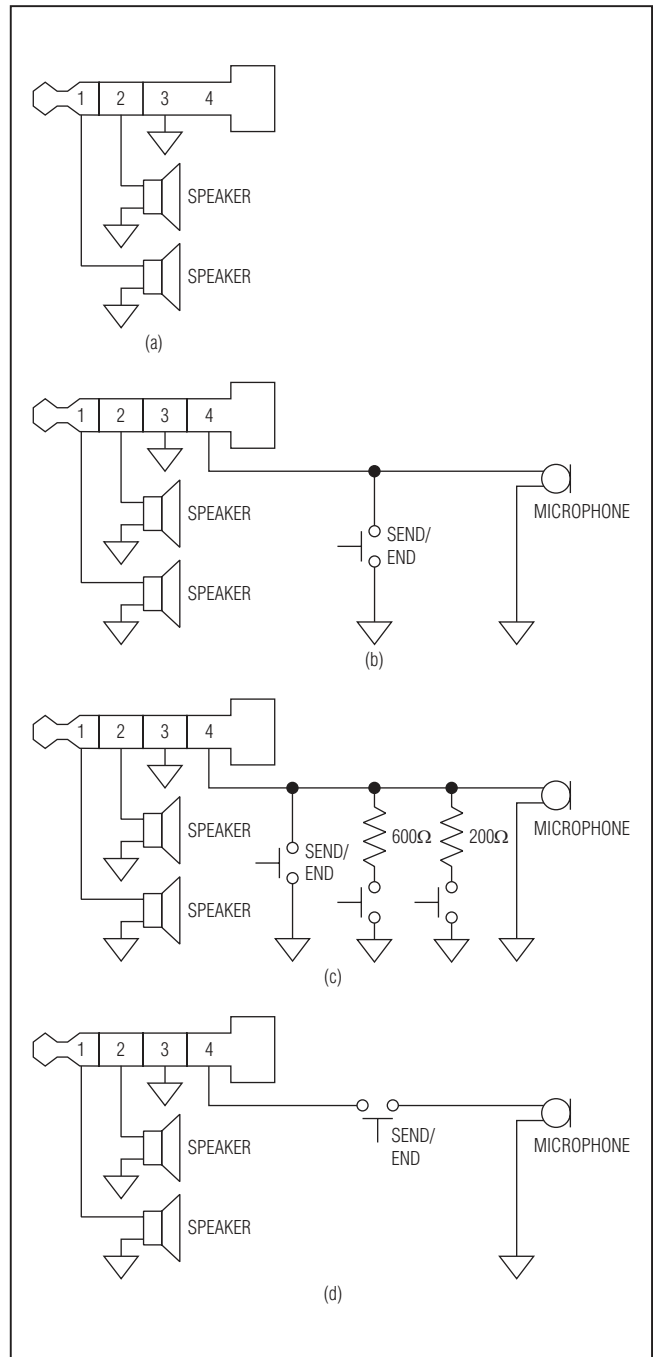 1 2 3 4
SPEAKER
SPEAKER
(a)
1 2 3 4
SPEAKER
SPEAKER
SEND/
END
MICROPHONE
(b)
1 2 3 4
SPEAKER
SPEAKER
SEND/
END
600Ω
200Ω
MICROPHONE
(c)
1 2 3 4
SPEAKER
SPEAKER
SEND/
END
MICROPHONE
(d)